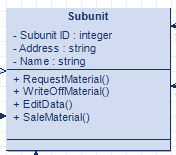 Subunit
- Subunit ID : integer
- Address : string
- Name : string
+ RequestMaterial()
+ WriteOffMaterial()
+ EditData()
+ SaleMaterial()